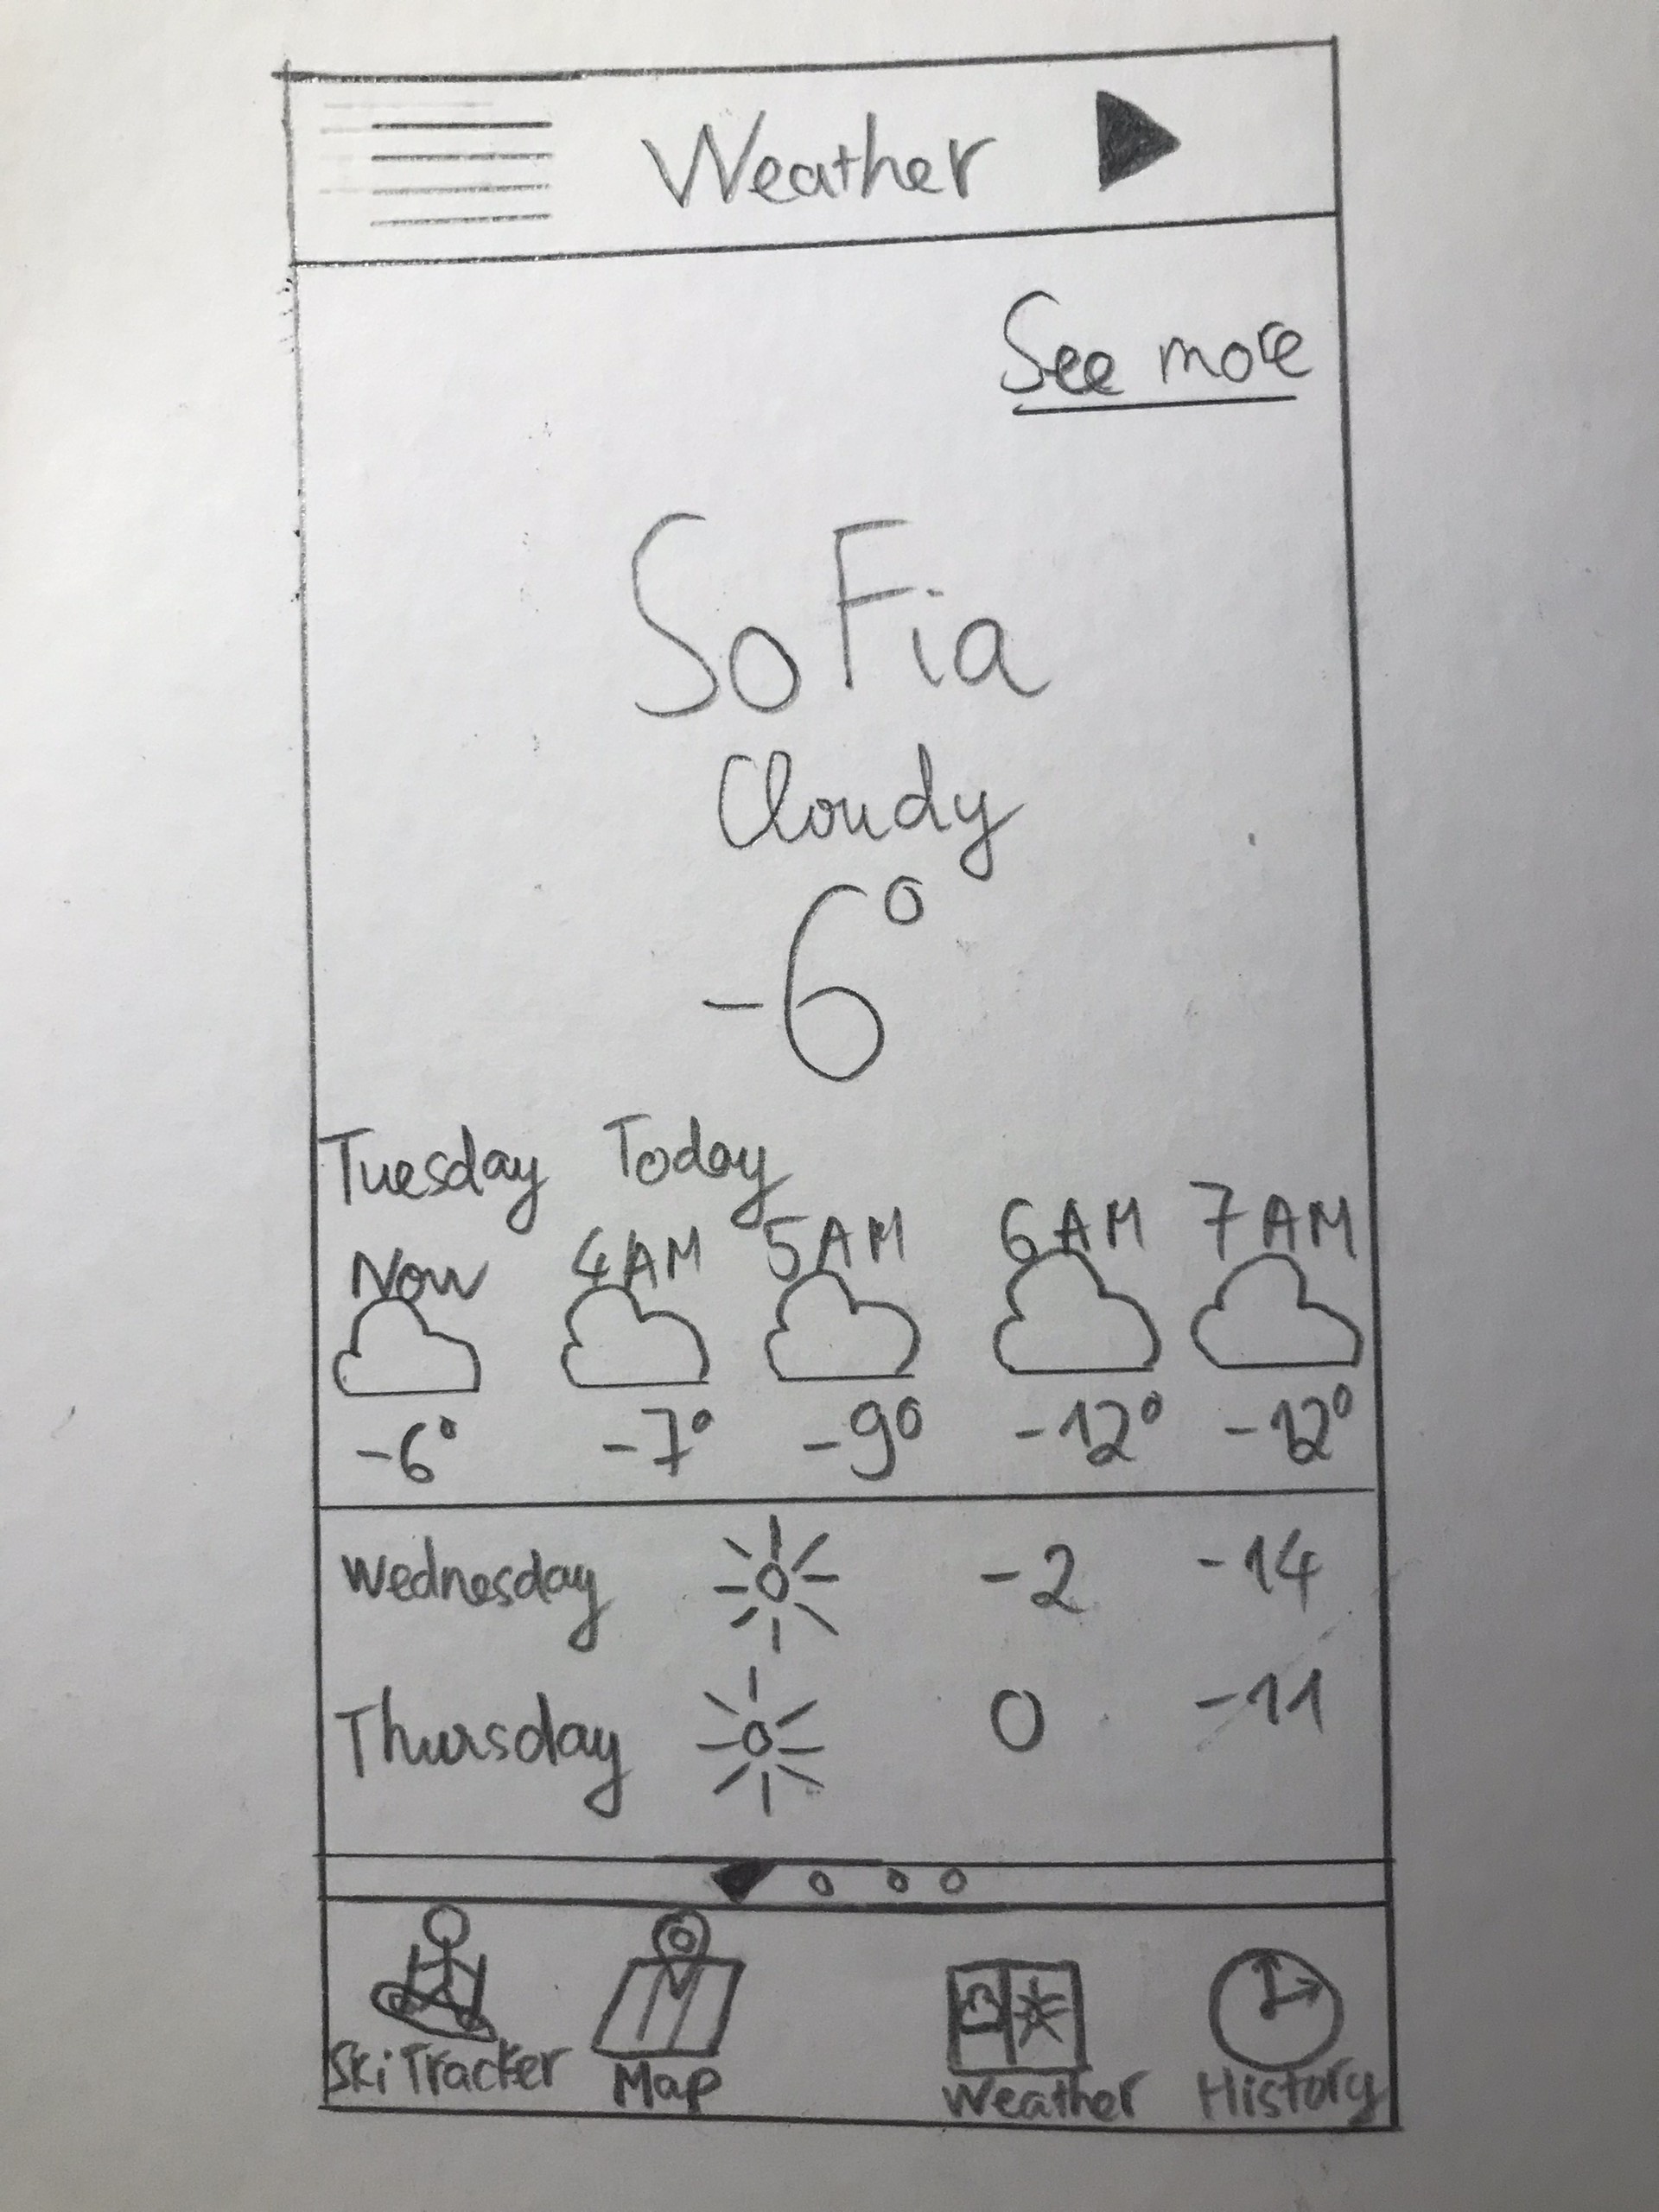 Weather
See more
SoFia
Cloudy
-6°
Tuesday Today
Now 4AM 5AM 6AM 7AM
-6° -7° -9° -12° -12°
Wednesday -2 -14
Thursday 0 -11
Ski Tracker Map Weather History